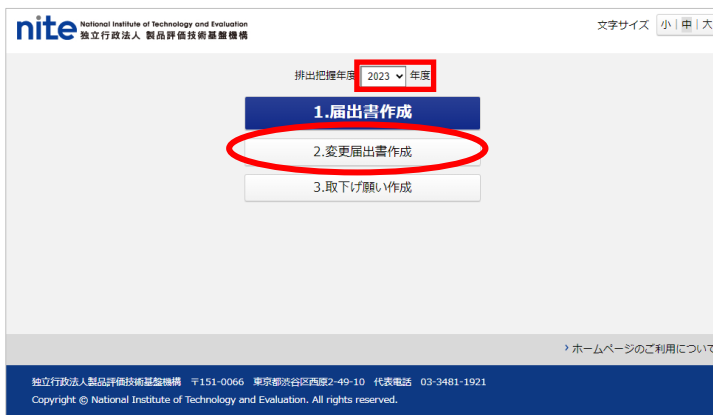 nite National Institute of Technology and Evaluation
独立行政法人 製品評価技術基盤機構
文字サイズ 小 中 大
排出把握年度 2023 年度
1.届出書作成
2.変更届出書作成
3.取下げ願い作成
ホームページのご利用について
独立行政法人製品評価技術基盤機構 〒151-0066 東京都渋谷区西原2-49-10 代表電話 03-3481-1921
Copyright © National Institute of Technology and Evaluation. All rights reserved.